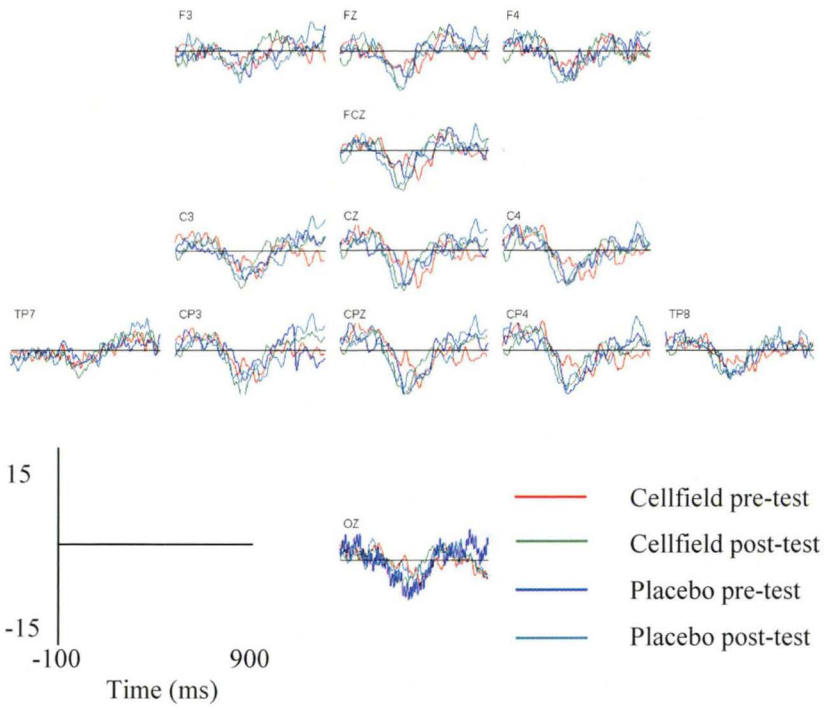 F3 FZ F4
FCZ
C3 CZ C4
TP7 CP3 CPZ CP4 TP8
15
-15
-100 900
Time (ms)
OZ
Cellfield pre-test
Cellfield post-test
Placebo pre-test
Placebo post-test